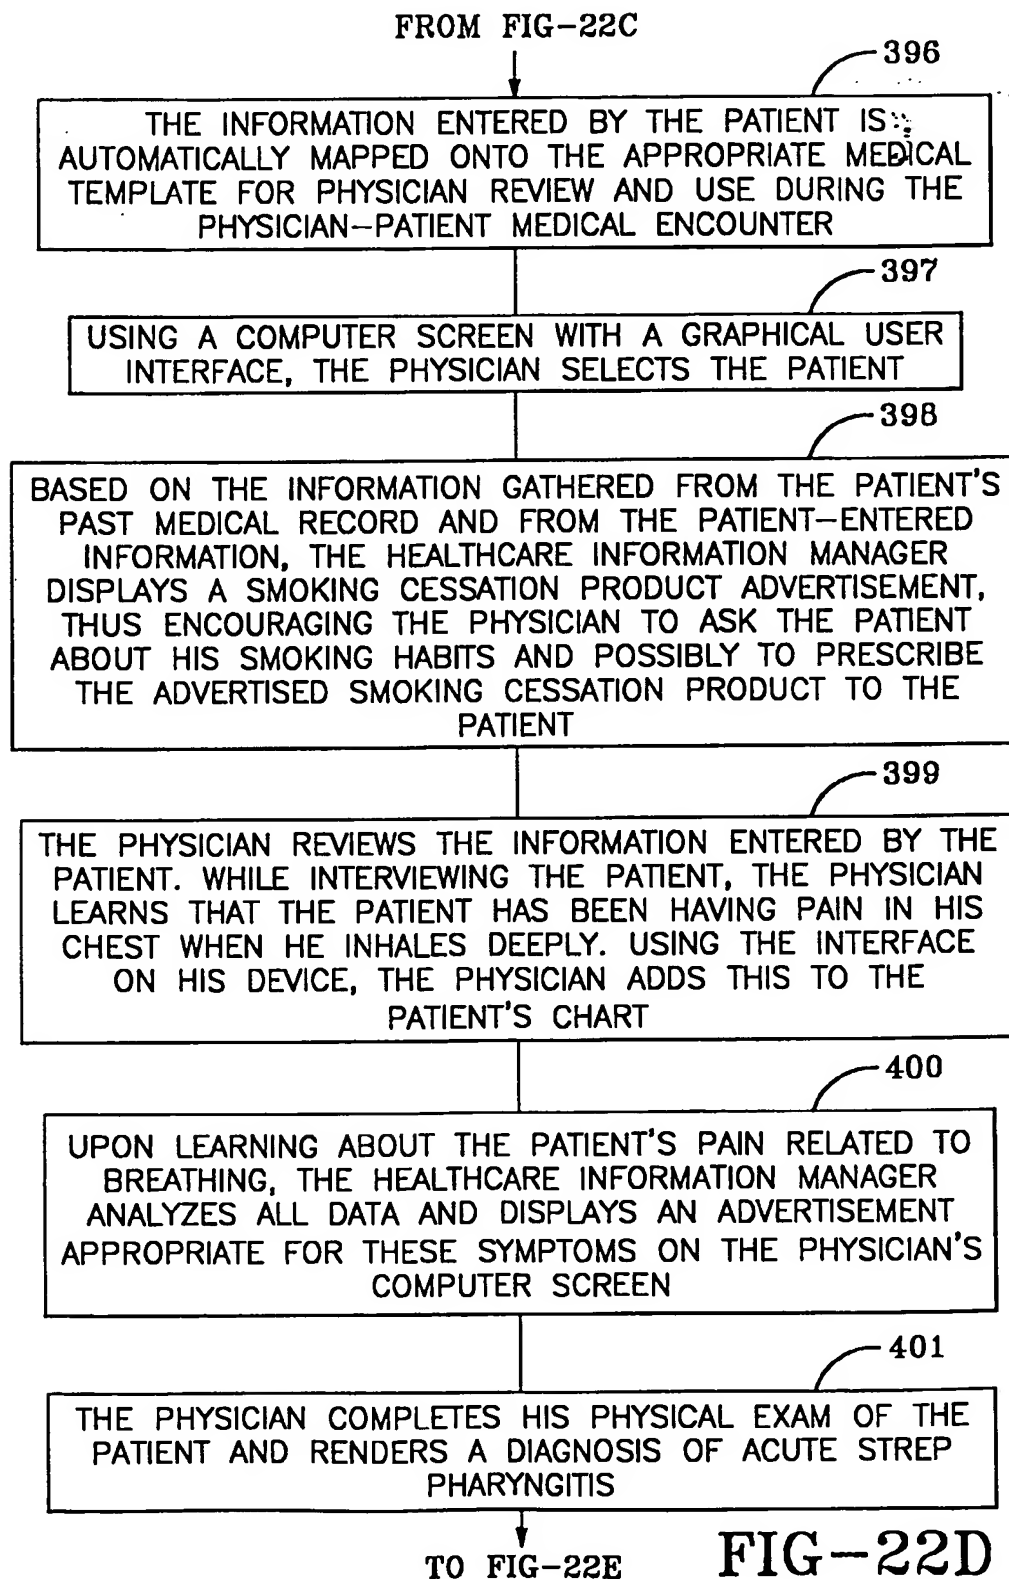 FROM FIG-22C
396
THE INFORMATION ENTERED BY THE PATIENT IS
AUTOMATICALLY MAPPED ONTO THE APPROPRIATE MEDICAL
TEMPLATE FOR PHYSICIAN REVIEW AND USE DURING THE
PHYSICIAN-PATIENT MEDICAL ENCOUNTER
397
USING A COMPUTER SCREEN WITH A GRAPHICAL USER
INTERFACE, THE PHYSICIAN SELECTS THE PATIENT
398
BASED ON THE INFORMATION GATHERED FROM THE PATIENT'S
PAST MEDICAL RECORD AND FROM THE PATIENT-ENTERED
INFORMATION, THE HEALTHCARE INFORMATION MANAGER
DISPLAYS A SMOKING CESSATION PRODUCT ADVERTISEMENT,
THUS ENCOURAGING THE PHYSICIAN TO ASK THE PATIENT
ABOUT HIS SMOKING HABITS AND POSSIBLY TO PRESCRIBE
THE ADVERTISED SMOKING CESSATION PRODUCT TO THE
PATIENT
399
THE PHYSICIAN REVIEWS THE INFORMATION ENTERED BY THE
PATIENT. WHILE INTERVIEWING THE PATIENT, THE PHYSICIAN
LEARNS THAT THE PATIENT HAS BEEN HAVING PAIN IN HIS
CHEST WHEN HE INHALES DEEPLY. USING THE INTERFACE
ON HIS DEVICE, THE PHYSICIAN ADDS THIS TO THE
PATIENT'S CHART
400
UPON LEARNING ABOUT THE PATIENT'S PAIN RELATED TO
BREATHING, THE HEALTHCARE INFORMATION MANAGER
ANALYZES ALL DATA AND DISPLAYS AN ADVERTISEMENT
APPROPRIATE FOR THESE SYMPTOMS ON THE PHYSICIAN'S
COMPUTER SCREEN
401
THE PHYSICIAN COMPLETES HIS PHYSICAL EXAM OF THE
PATIENT AND RENDERS A DIAGNOSIS OF ACUTE STREP
PHARYNGITIS
TO FIG-22E
FIG-22D